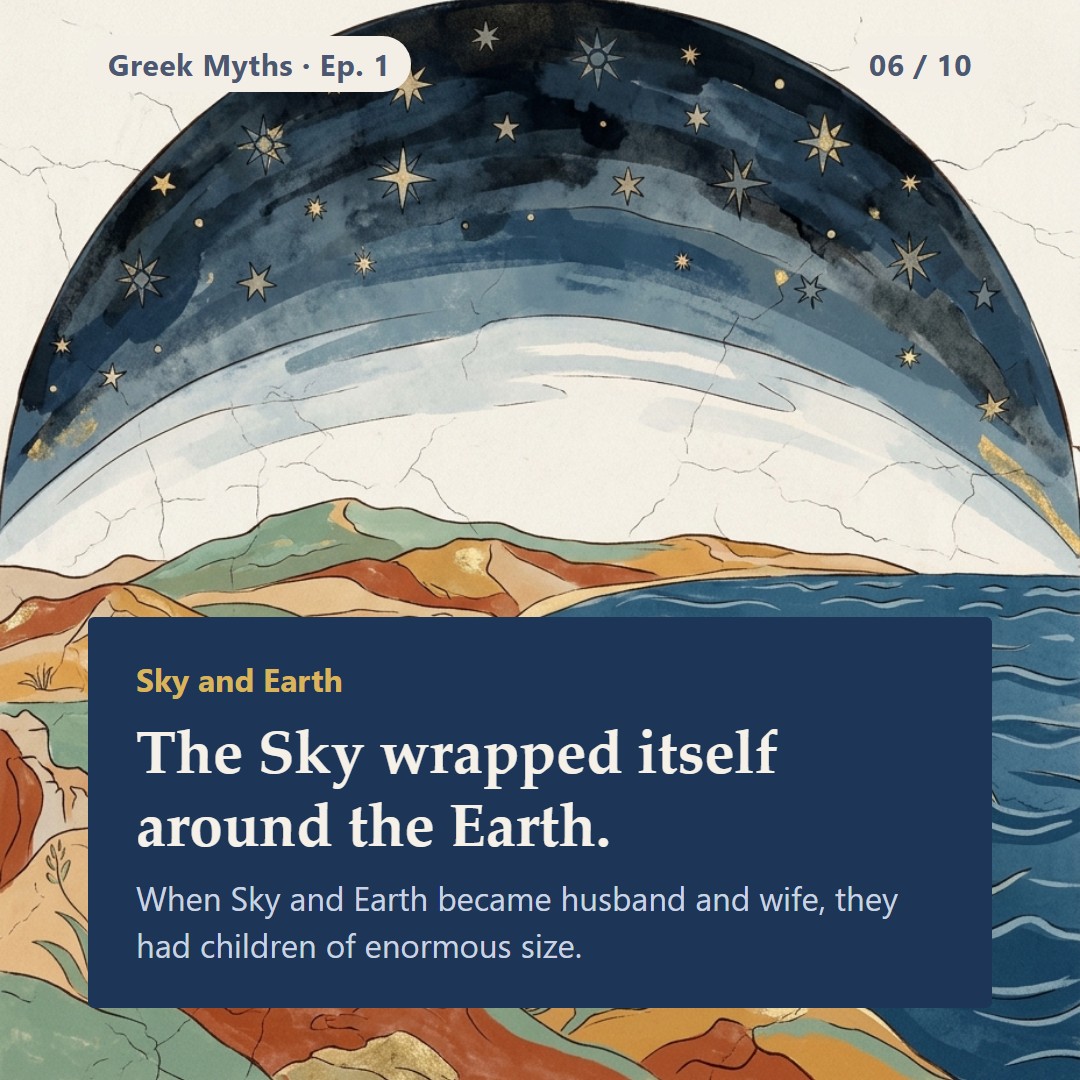 Greek Myths · Ep. 1
06 / 10
Sky and Earth
The Sky wrapped itself
around the Earth.
When Sky and Earth became husband and wife, they
had children of enormous size.